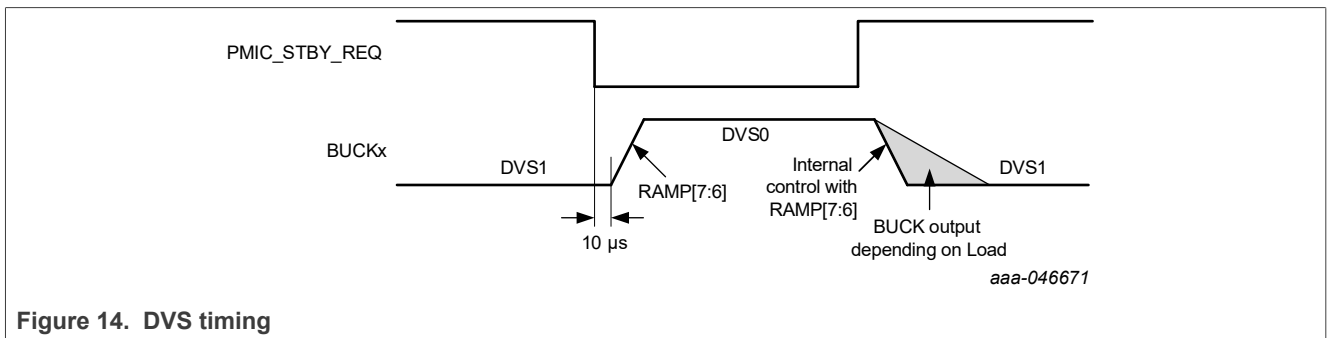 PMIC_STBY_REQ
BUCKx
DVS1
DVS0
DVS1
RAMP[7:6]
Internal
control with
RAMP[7:6]
10 µs
BUCK output
depending on Load
aaa-046671
Figure 14. DVS timing